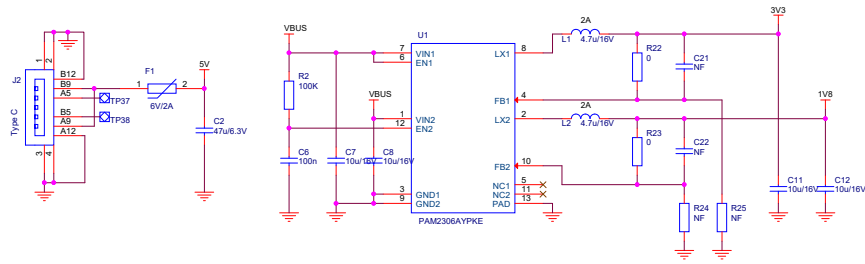 VBUS
U1
2A
3V3
L1
4.7u/16V
J2
1
2
B12
B9
A5
B5
A9
A12
3
4
Type C
TP37
TP38
F1
1
2
6V/2A
5V
C2
47u/6.3V
R2
100K
VBUS
C6
100n
C7
10u/16V
C8
10u/16V
7
VIN1
6
EN1
1
VIN2
12
EN2
3
GND1
9
GND2
PAM2306AYPKE
LX1
8
FB1
4
LX2
2
FB2
10
NC1
5
NC2
11
PAD
13
R22
0
C21
NF
2A
L2
4.7u/16V
1V8
R23
0
C22
NF
R24
NF
R25
NF
C11
10u/16V
C12
10u/16V